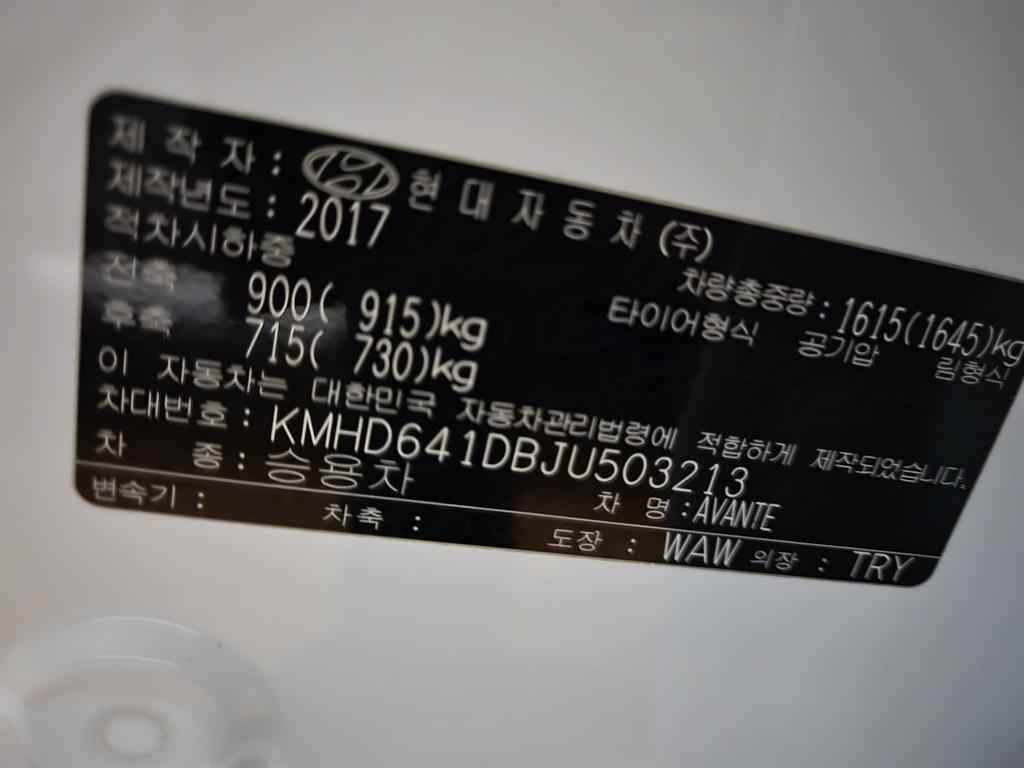 제 작 자 : 현 대 자 동 차 (주)
제작년도 : 2017
적차시하중 차량총중량 : 1615(1645)kg
전축 900( 915)kg 타이어형식 공기압 림형식
후축 715( 730)kg
이 자동차는 대한민국 자동차관리법령에 적합하게 제작되었습니다.
차대번호 : KMHD641DBJU503213
차 종 : 승용차 차 명 : AVANTE
변속기 : 차축 : 도장 : WAW 의장 : TRY